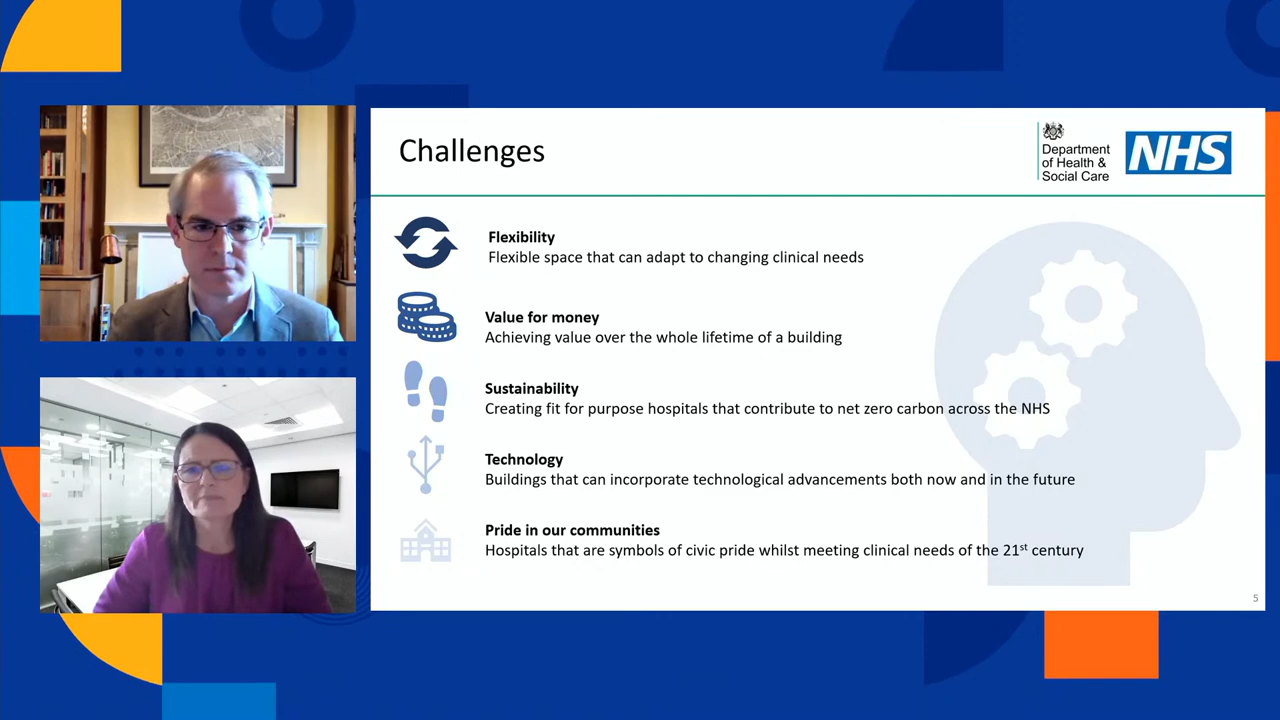 Challenges
Department
of Health &
Social Care
NHS
Flexibility
Flexible space that can adapt to changing clinical needs
Value for money
Achieving value over the whole lifetime of a building
Sustainability
Creating fit for purpose hospitals that contribute to net zero carbon across the NHS
Technology
Buildings that can incorporate technological advancements both now and in the future
Pride in our communities
Hospitals that are symbols of civic pride whilst meeting clinical needs of the 21st century
5